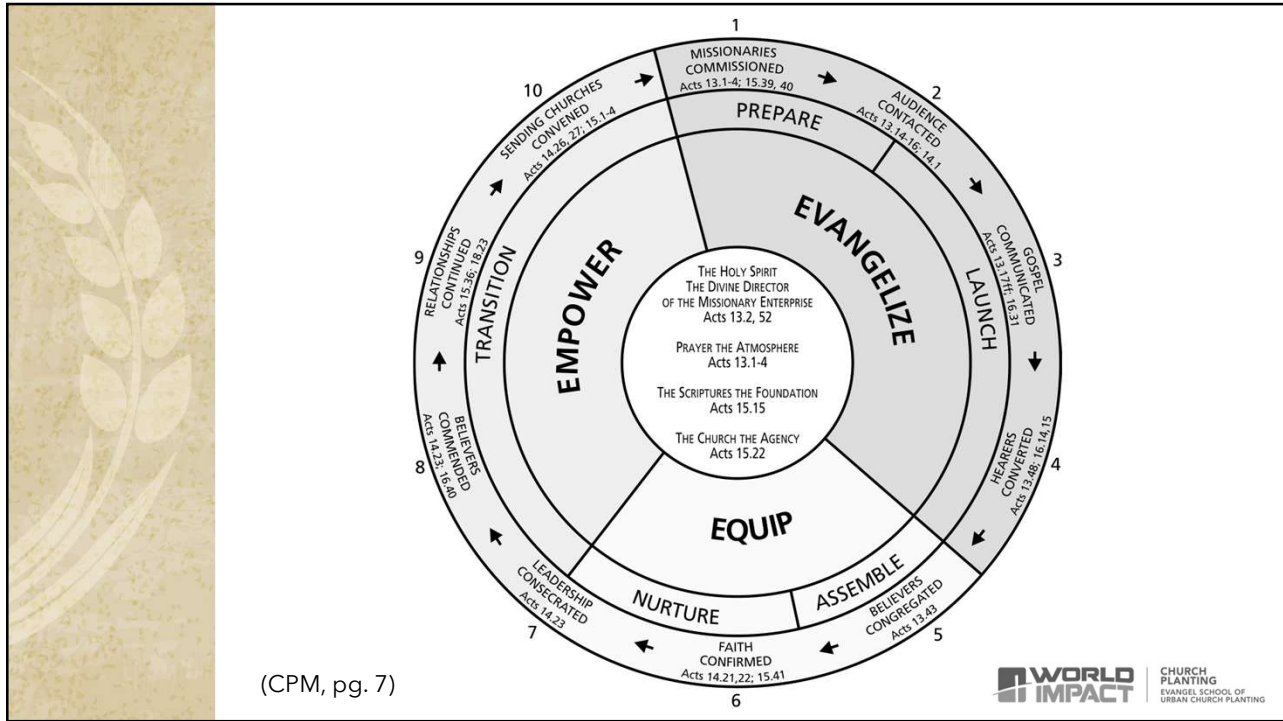 1
MISSIONARIES
COMMISSIONED
Acts 13.1-4; 15.39, 40
2
AUDIENCE
CONTACTED
Acts 13.14-16; 14.1
3
GOSPEL
COMMUNICATED
Acts 13.17ff; 16.31
4
HEARERS
CONVERTED
Acts 13.48; 16.14,15
5
BELIEVERS
CONGREGATED
Acts 13.43
6
FAITH
CONFIRMED
Acts 14.21,22; 15.41
7
LEADERSHIP
CONSECRATED
Acts 14.23
8
BELIEVERS
COMMENDED
Acts 14.23; 16.40
9
RELATIONSHIPS
CONTINUED
Acts 15.36; 18.23
10
SENDING CHURCHES
CONVENED
Acts 14.26, 27; 15.1-4
PREPARE
LAUNCH
ASSEMBLE
NURTURE
TRANSITION
EVANGELIZE
EQUIP
EMPOWER
THE HOLY SPIRIT
THE DIVINE DIRECTOR
OF THE MISSIONARY ENTERPRISE
Acts 13.2, 52
PRAYER THE ATMOSPHERE
Acts 13.1-4
THE SCRIPTURES THE FOUNDATION
Acts 15.15
THE CHURCH THE AGENCY
Acts 15.22
(CPM, pg. 7)
WORLD
IMPACT
CHURCH
PLANTING
EVANGEL SCHOOL OF
URBAN CHURCH PLANTING